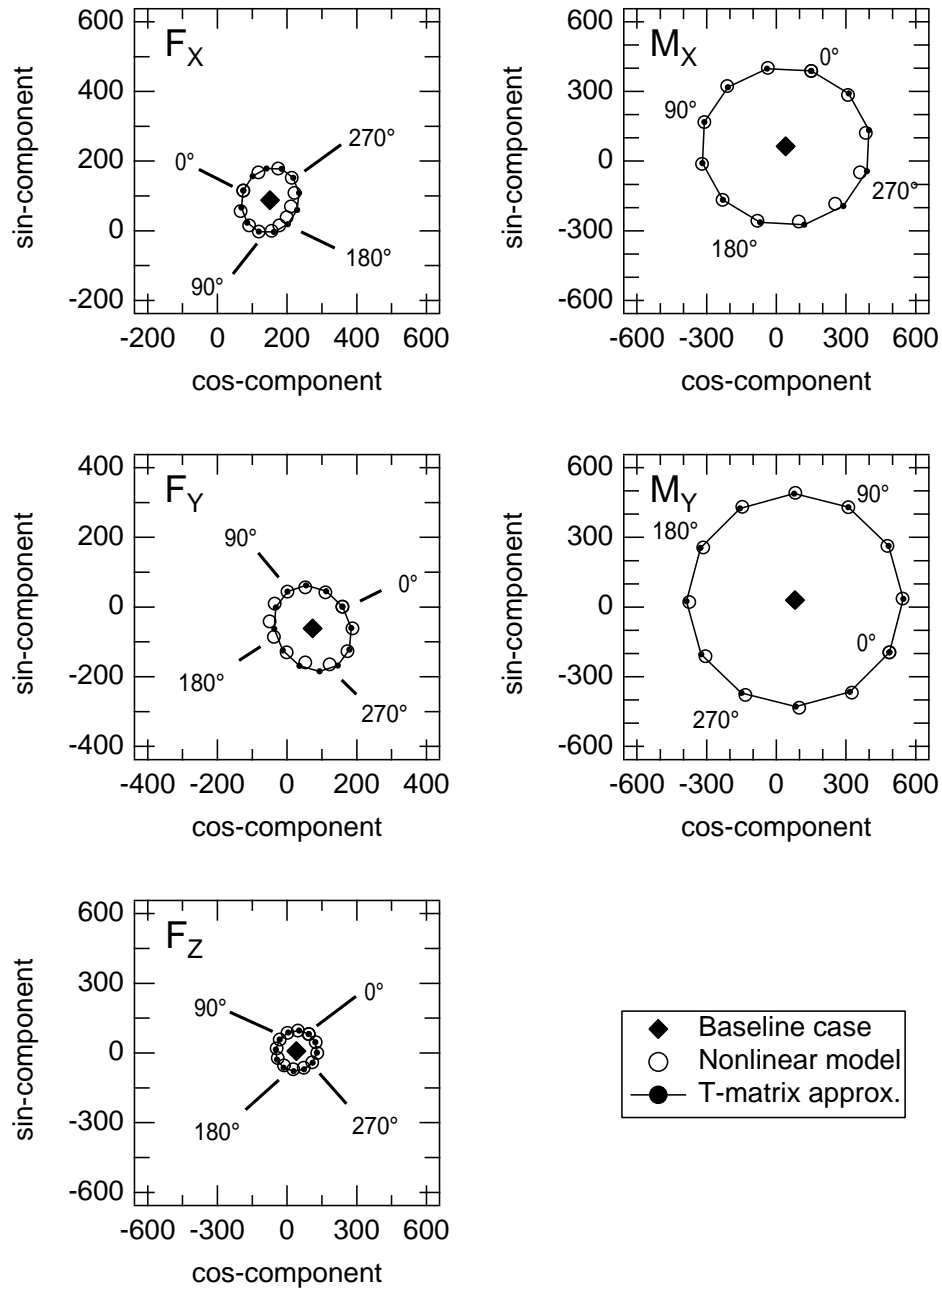 600
400
200
0
-200
sin-component
F_X
0°
270°
180°
90°
-200 0 200 400 600
cos-component
600
300
0
-300
-600
sin-component
M_X
0°
90°
270°
180°
-600 -300 0 300 600
cos-component
400
200
0
-200
-400
sin-component
F_Y
90°
0°
180°
270°
-400 -200 0 200 400
cos-component
600
300
0
-300
-600
sin-component
M_Y
90°
180°
0°
270°
-600 -300 0 300 600
cos-component
600
300
0
-300
-600
sin-component
F_Z
0°
90°
180°
270°
-600 -300 0 300 600
cos-component
Baseline case
Nonlinear model
T-matrix approx.